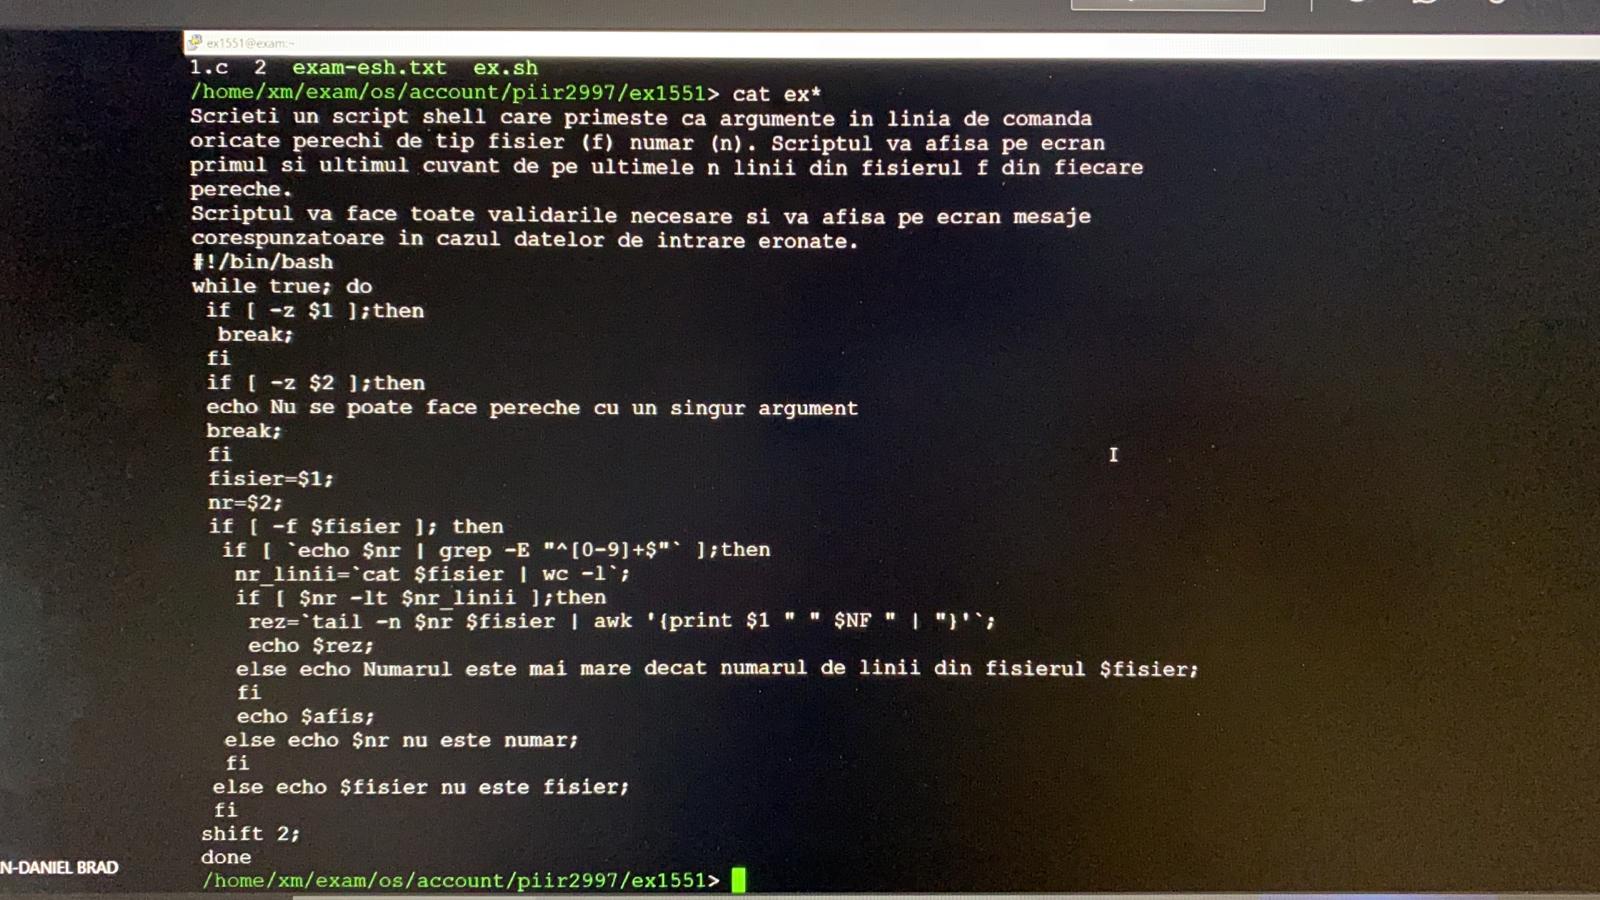 ex1551@exam:~
1.c  2  exam-esh.txt  ex.sh
/home/xm/exam/os/account/piir2997/ex1551> cat ex*
Scrieti un script shell care primeste ca argumente in linia de comanda
oricate perechi de tip fisier (f) numar (n). Scriptul va afisa pe ecran
primul si ultimul cuvant de pe ultimele n linii din fisierul f din fiecare
pereche.
Scriptul va face toate validarile necesare si va afisa pe ecran mesaje
corespunzatoare in cazul datelor de intrare eronate.
#!/bin/bash
while true; do
 if [ -z $1 ];then
  break;
 fi
 if [ -z $2 ];then
 echo Nu se poate face pereche cu un singur argument
 break;
 fi
 fisier=$1;
 nr=$2;
 if [ -f $fisier ]; then
  if [ `echo $nr | grep -E "^[0-9]+$"` ];then
   nr_linii=`cat $fisier | wc -l`;
   if [ $nr -lt $nr_linii ];then
    rez=`tail -n $nr $fisier | awk '{print $1 " " $NF " | "}'`;
    echo $rez;
   else echo Numarul este mai mare decat numarul de linii din fisierul $fisier;
   fi
   echo $afis;
  else echo $nr nu este numar;
  fi
 else echo $fisier nu este fisier;
 fi
shift 2;
done
/home/xm/exam/os/account/piir2997/ex1551>
N-DANIEL BRAD